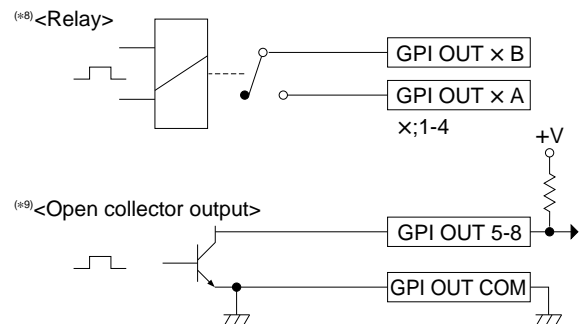 (*8)<Relay>
GPI OUT × B
GPI OUT × A
×;1-4
+V
(*9)<Open collector output>
GPI OUT 5-8
GPI OUT COM